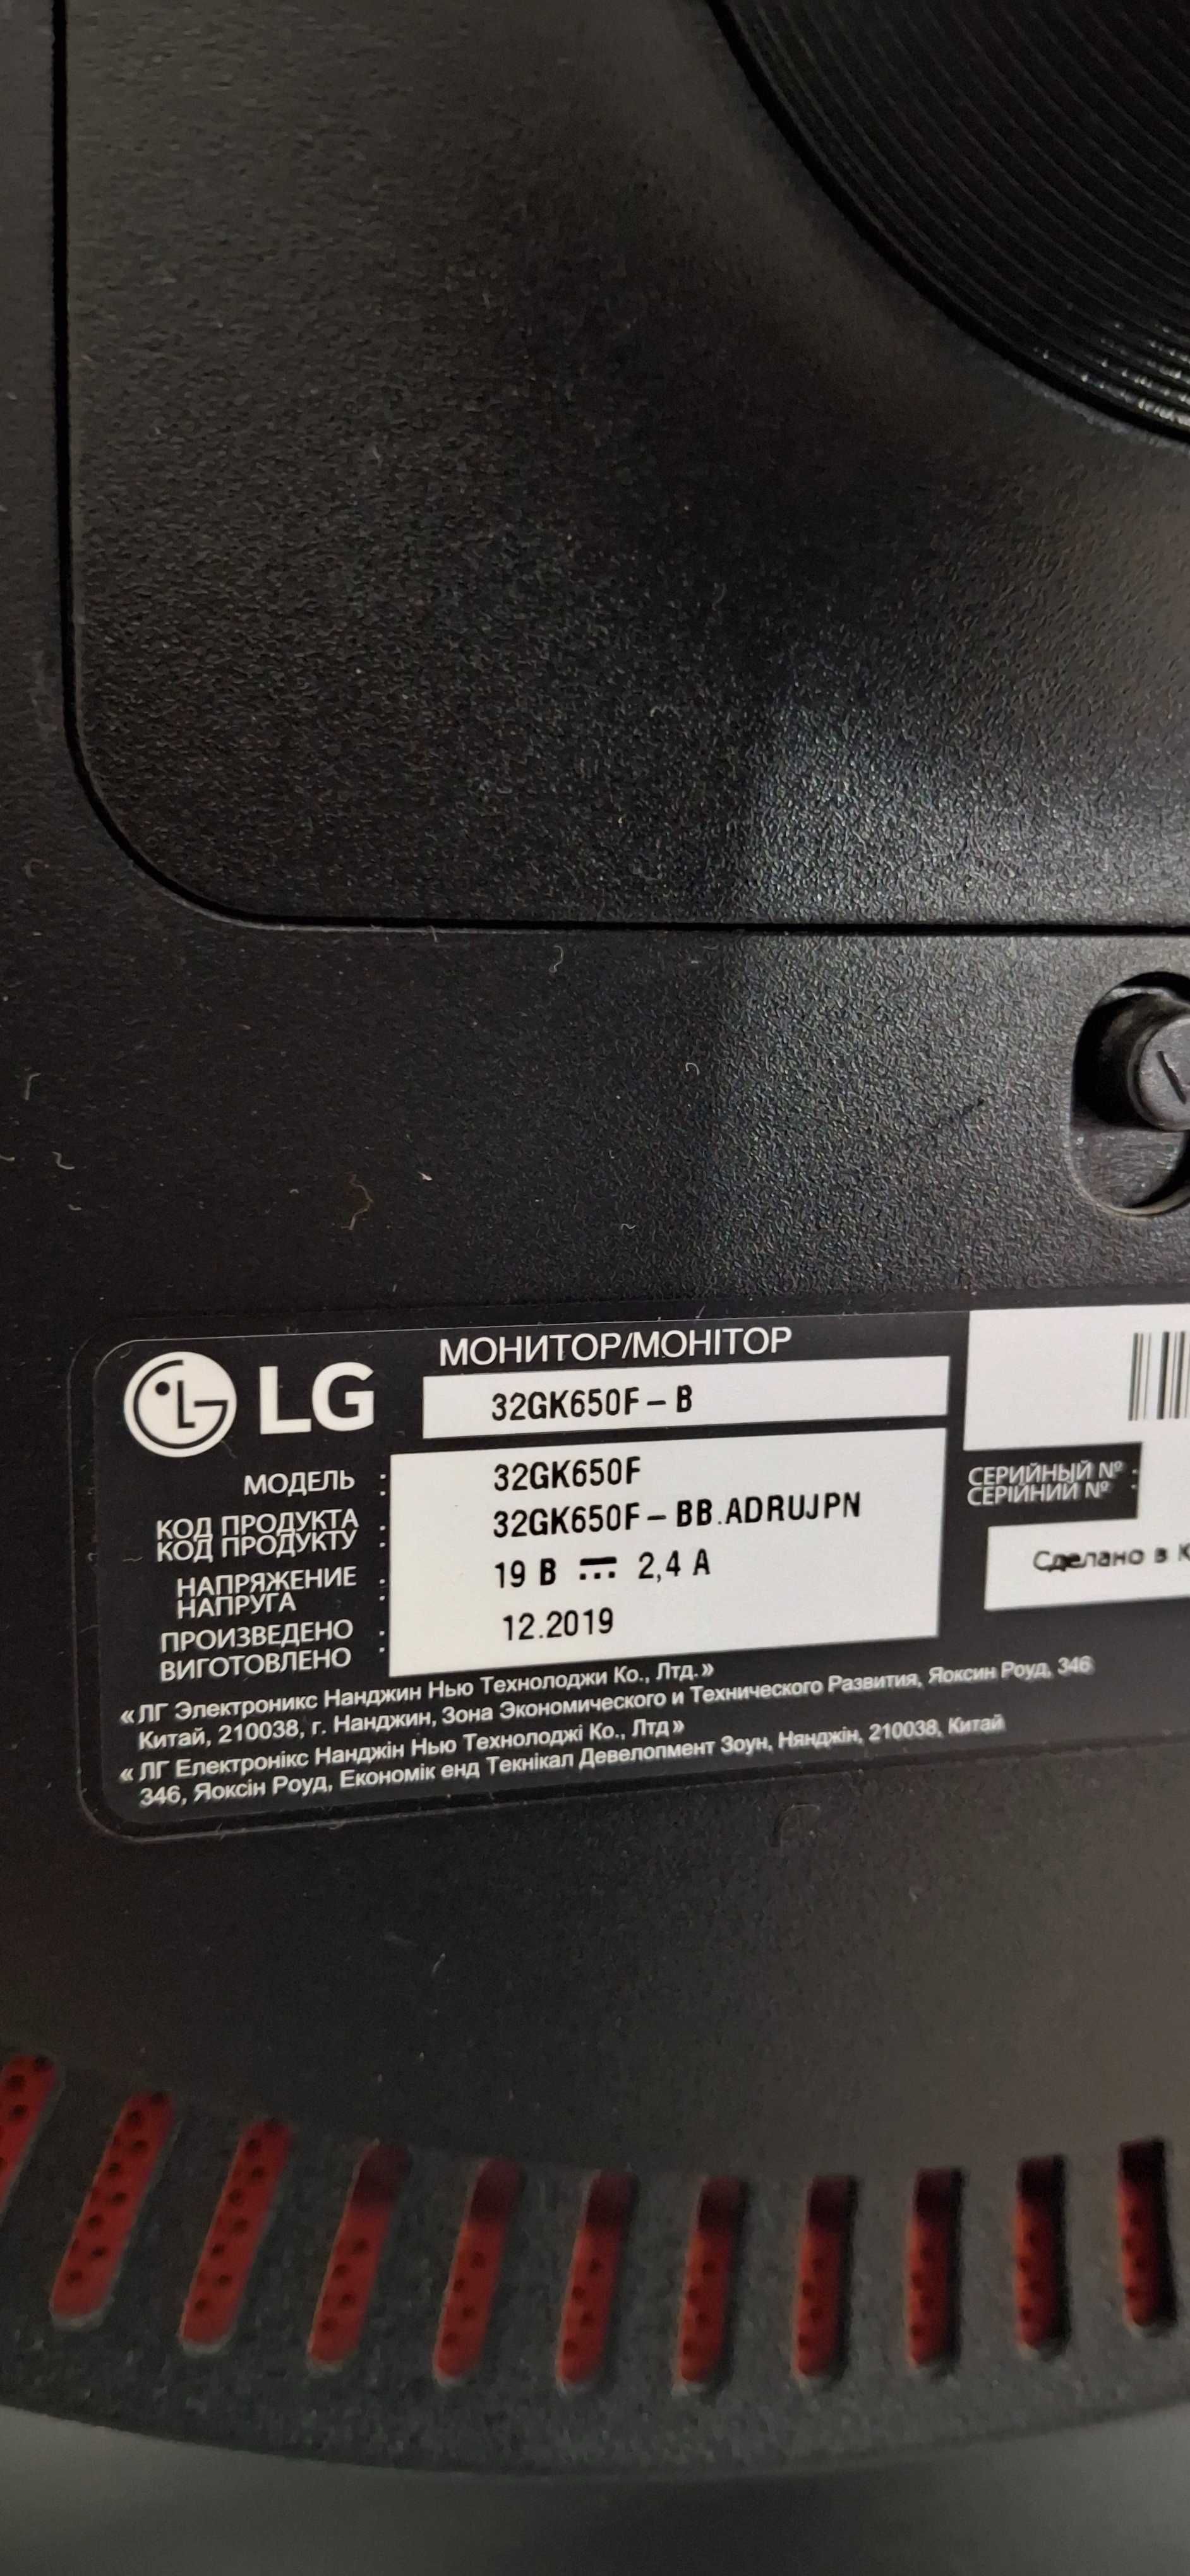 LG
МОНИТОР/МОНІТОР
32GK650F-B
МОДЕЛЬ : 32GK650F
КОД ПРОДУКТА : 32GK650F-BB.ADRUJPN
КОД ПРОДУКТУ :
НАПРЯЖЕНИЕ : 19 В ⎓ 2,4 А
НАПРУГА :
ПРОИЗВЕДЕНО : 12.2019
ВИГОТОВЛЕНО :
СЕРИЙНЫЙ № :
СЕРІЙНИЙ № :
Сделано в
«ЛГ Электроникс Нанджин Нью Технолоджи Ко., Лтд.»
Китай, 210038, г. Нанджин, Зона Экономического и Технического Развития, Яоксин Роуд, 346
«ЛГ Електронікс Нанджін Нью Технолоджі Ко., Лтд»
346, Яоксін Роуд, Економік енд Текнікал Девелопмент Зоун, Нянджін, 210038, Китай